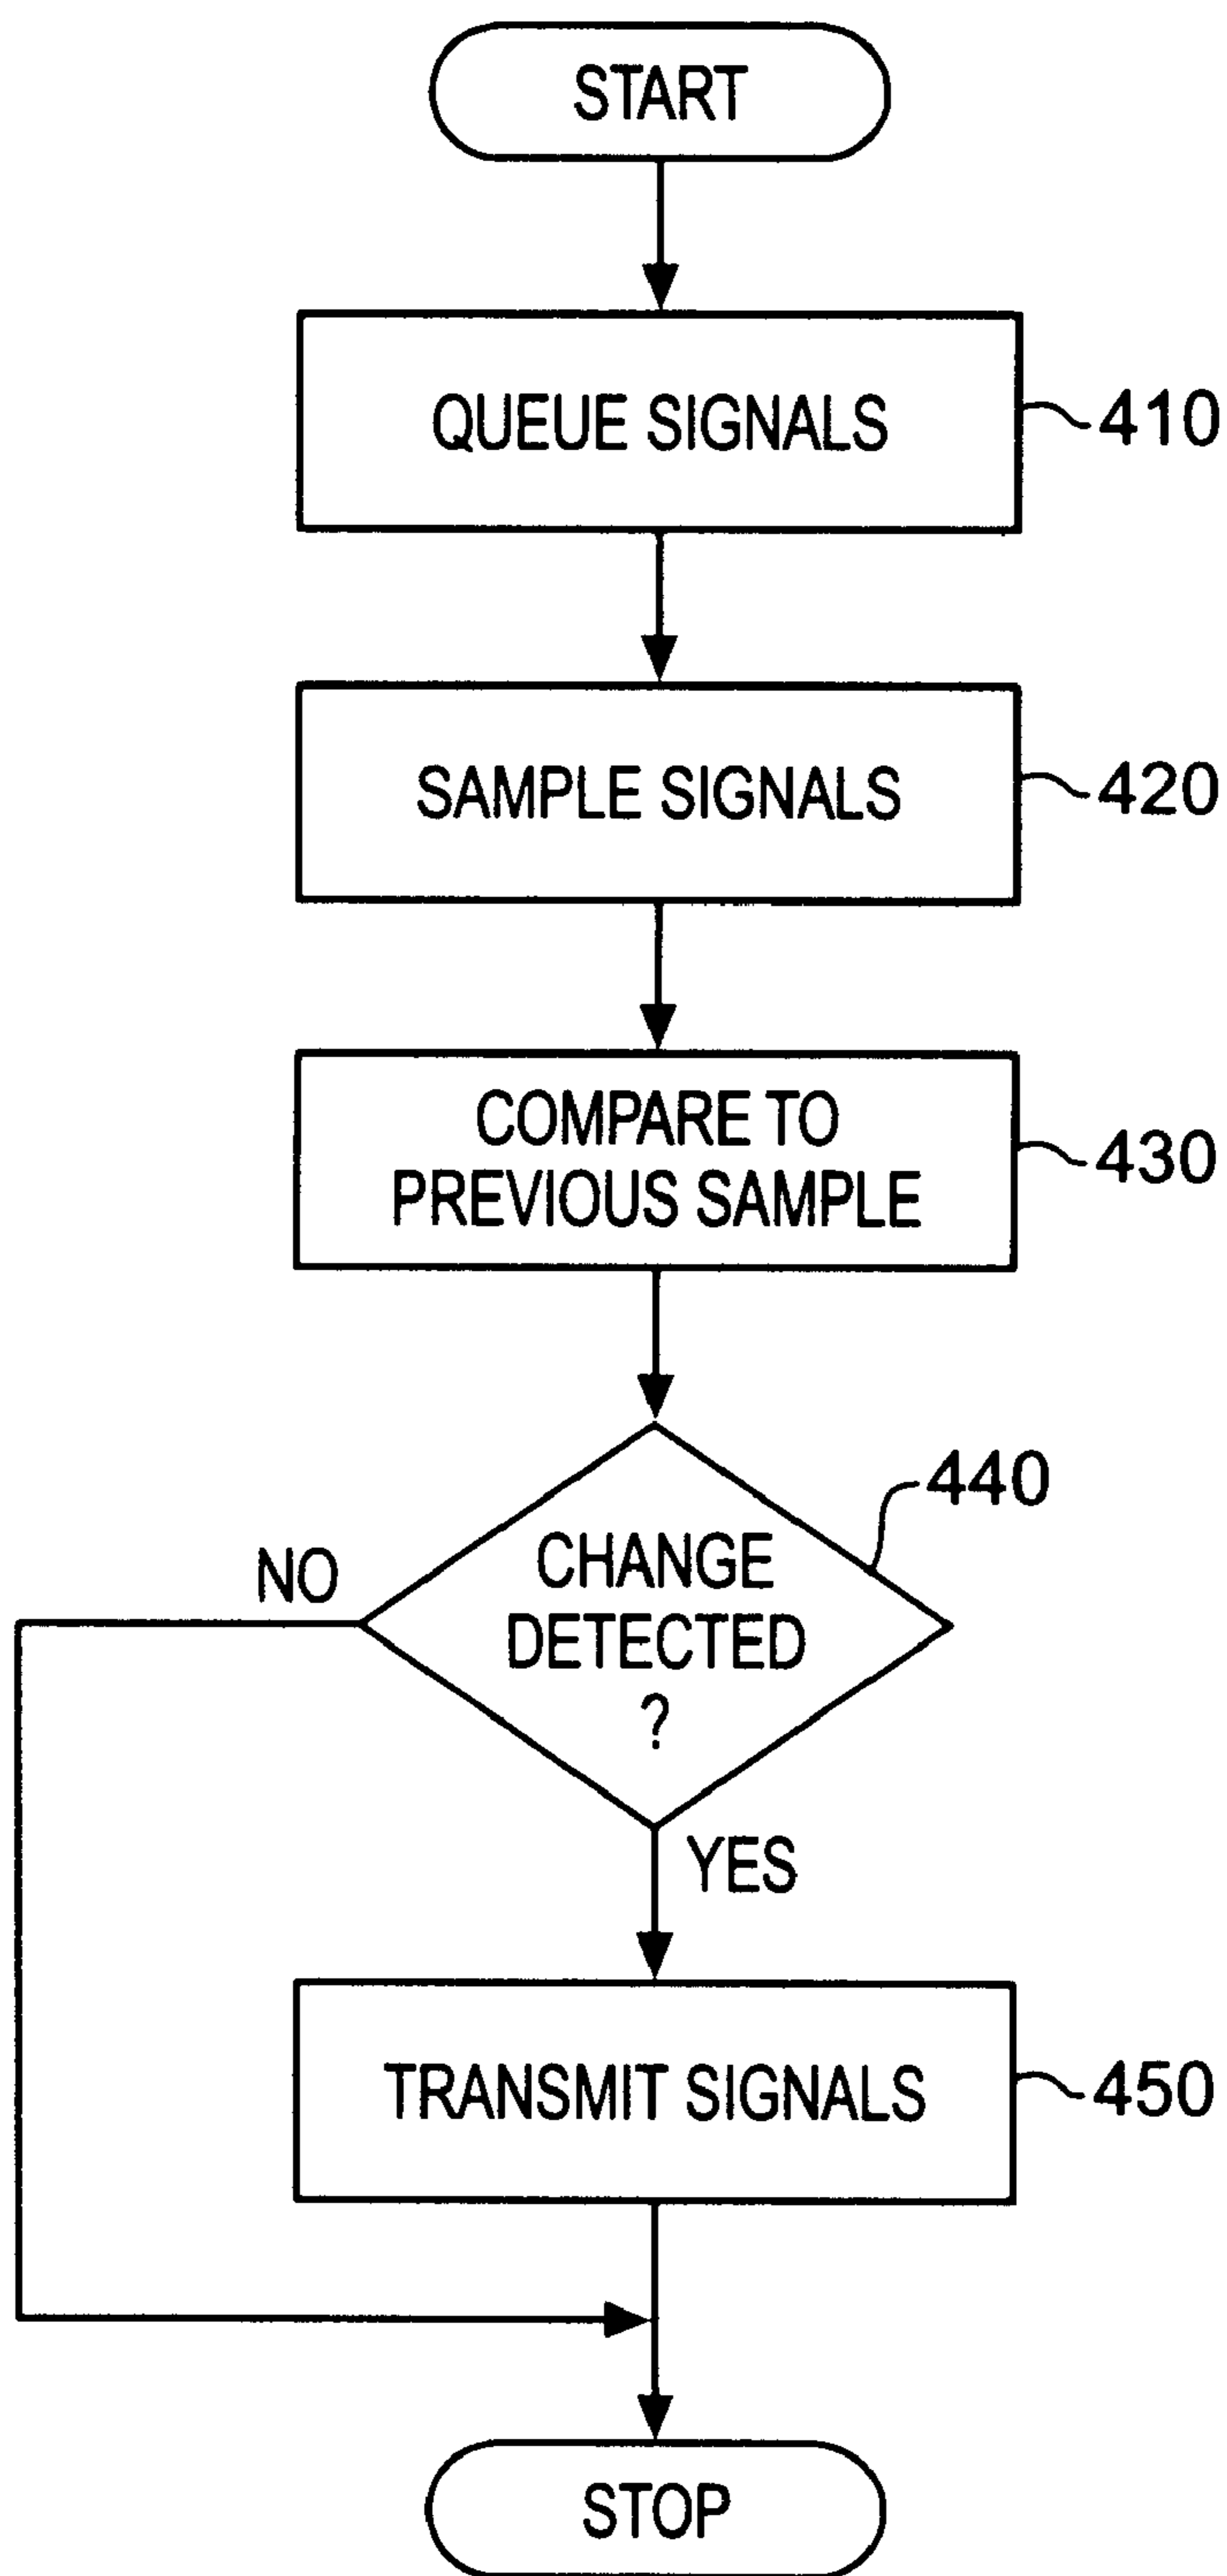 START
QUEUE SIGNALS
410
SAMPLE SIGNALS
420
COMPARE TO
PREVIOUS SAMPLE
430
440
NO
CHANGE
DETECTED
?
YES
TRANSMIT SIGNALS
450
STOP